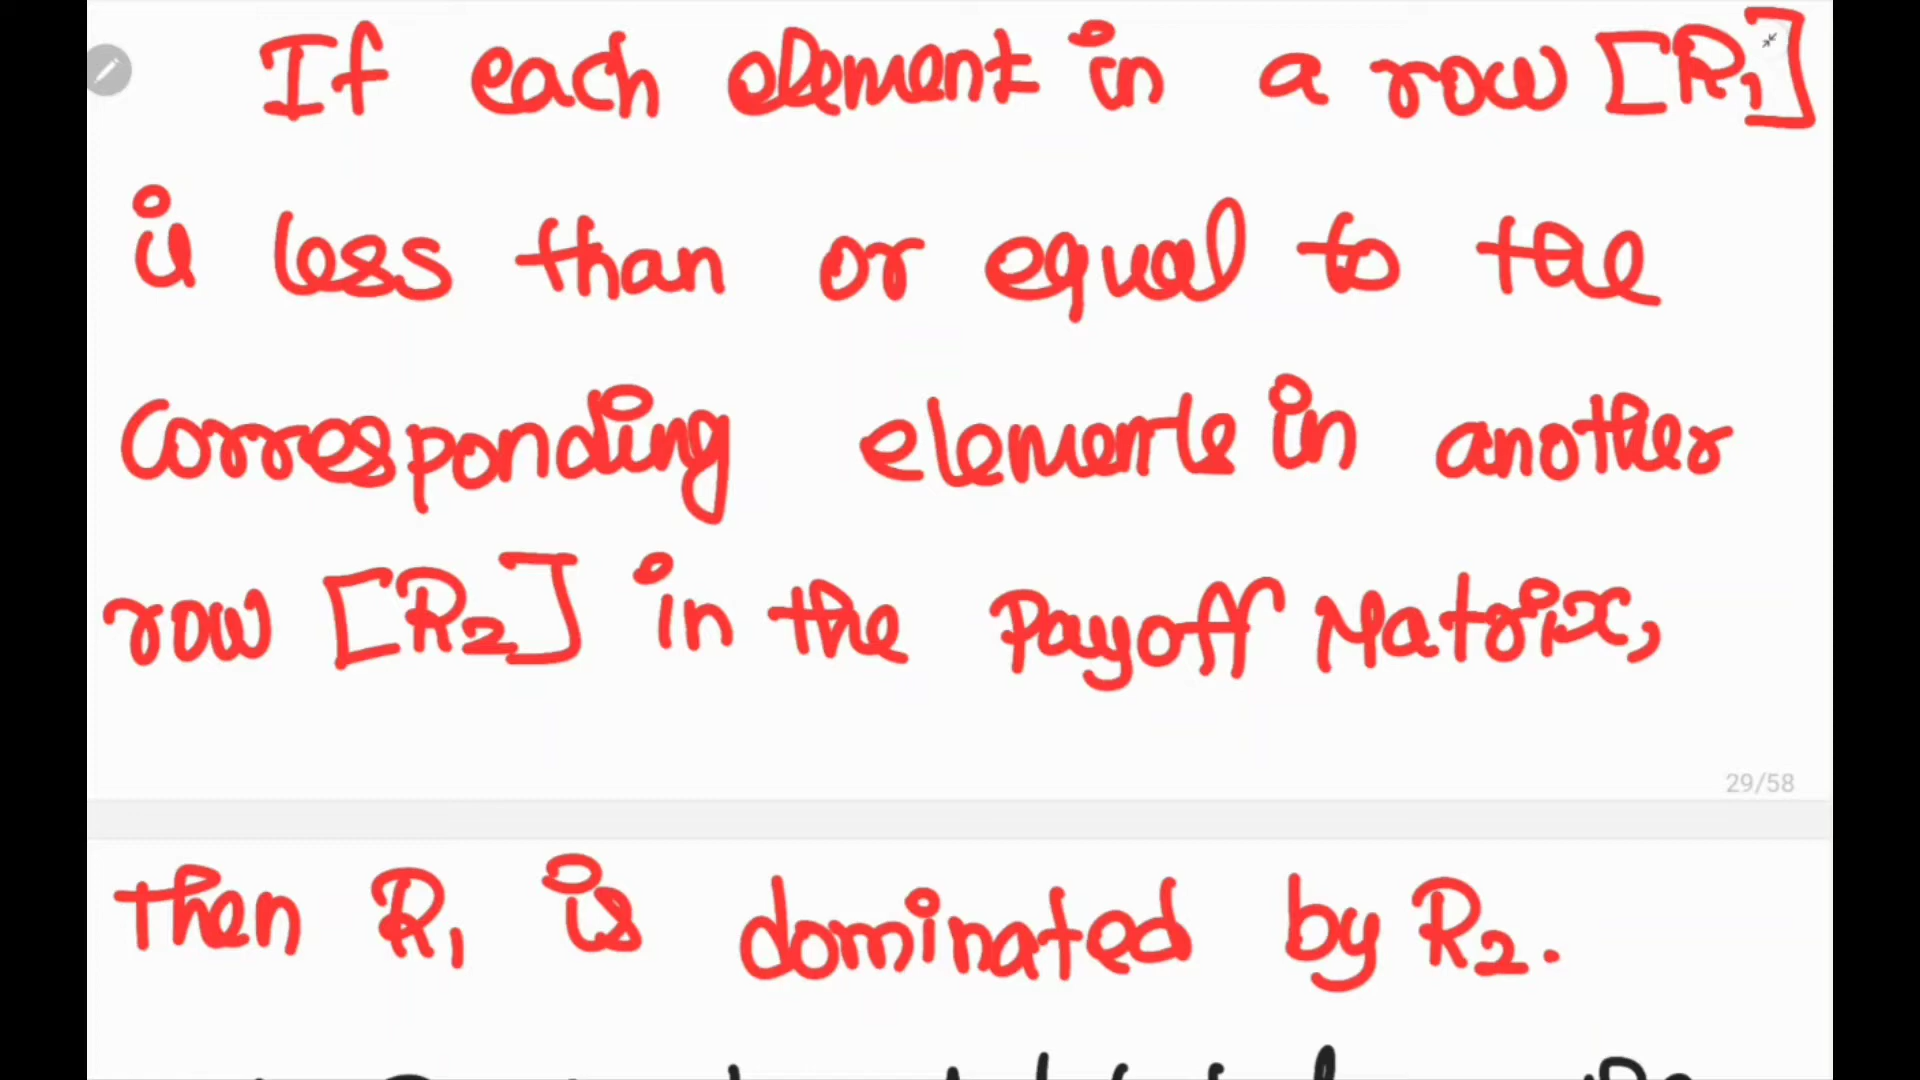 If each element in a row [R1]
is less than or equal to the
corresponding elements in another
row [R2] in the Payoff Matrix,
29/58
then R1 is dominated by R2.